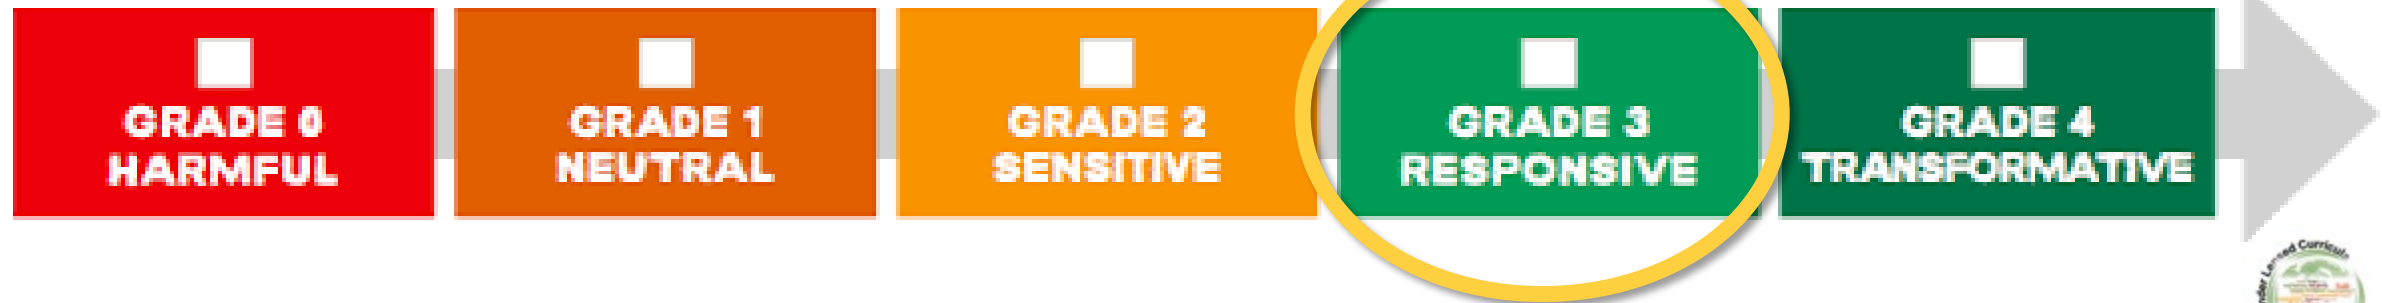 GRADE 0
HARMFUL
GRADE 1
NEUTRAL
GRADE 2
SENSITIVE
GRADE 3
RESPONSIVE
GRADE 4
TRANSFORMATIVE